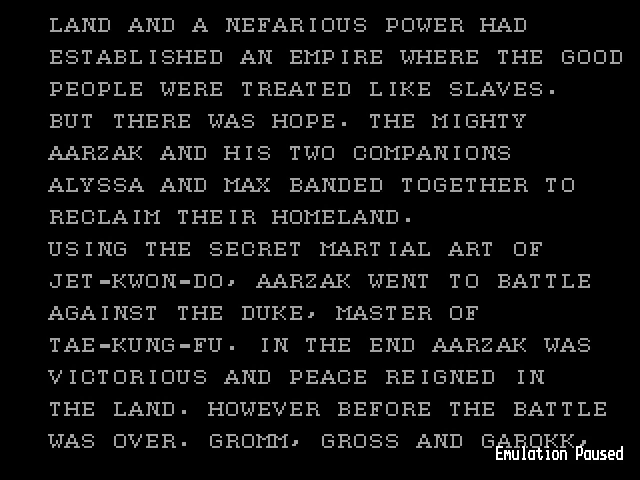 LAND AND A NEFARIOUS POWER HAD
ESTABLISHED AN EMPIRE WHERE THE GOOD
PEOPLE WERE TREATED LIKE SLAVES.
BUT THERE WAS HOPE. THE MIGHTY
AARZAK AND HIS TWO COMPANIONS
ALYSSA AND MAX BANDED TOGETHER TO
RECLAIM THEIR HOMELAND.
USING THE SECRET MARTIAL ART OF
JET-KWON-DO, AARZAK WENT TO BATTLE
AGAINST THE DUKE, MASTER OF
TAE-KUNG-FU. IN THE END AARZAK WAS
VICTORIOUS AND PEACE REIGNED IN
THE LAND. HOWEVER BEFORE THE BATTLE
WAS OVER. GROMM, GROSS AND GAROKK,
Emulation Paused